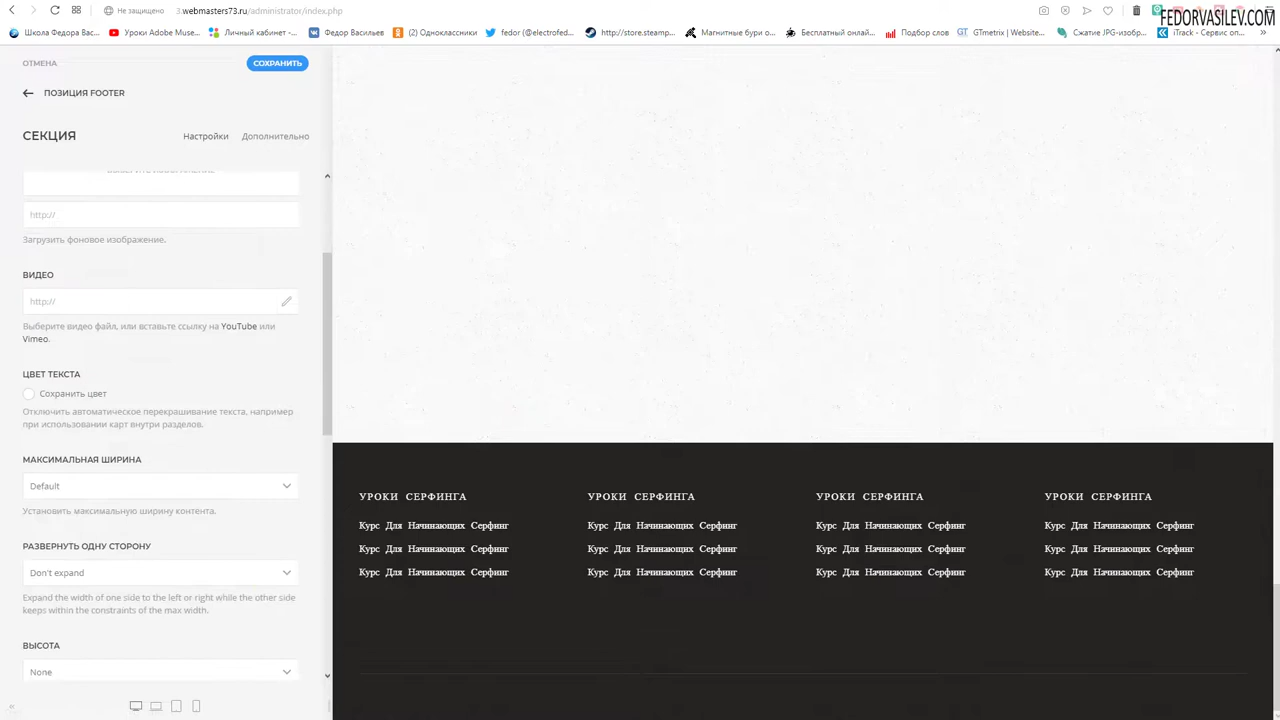 Не защищено
3.webmasters73.ru/administrator/index.php
FEDORVASILEV.COM
Школа Федора Вас...
Уроки Adobe Muse...
Личный кабинет -...
Федор Васильев
(2) Одноклассники
fedor (@electrofed...
http://store.steamp...
Магнитные бури о...
Бесплатный онлай...
Подбор слов
GTmetrix | Website...
Сжатие JPG-изобр...
iTrack - Сервис оп...
ОТМЕНА
СОХРАНИТЬ
ПОЗИЦИЯ FOOTER
СЕКЦИЯ
Настройки
Дополнительно
http://
Загрузить фоновое изображение.
ВИДЕО
http://
Выберите видео файл, или вставьте ссылку на YouTube или
Vimeo.
ЦВЕТ ТЕКСТА
Сохранить цвет
Отключить автоматическое перекрашивание текста, например
при использовании карт внутри разделов.
МАКСИМАЛЬНАЯ ШИРИНА
Default
Установить максимальную ширину контента.
РАЗВЕРНУТЬ ОДНУ СТОРОНУ
Don't expand
Expand the width of one side to the left or right while the other side
keeps within the constraints of the max width.
ВЫСОТА
None
УРОКИ СЕРФИНГА
Курс Для Начинающих Серфинг
Курс Для Начинающих Серфинг
Курс Для Начинающих Серфинг
УРОКИ СЕРФИНГА
Курс Для Начинающих Серфинг
Курс Для Начинающих Серфинг
Курс Для Начинающих Серфинг
УРОКИ СЕРФИНГА
Курс Для Начинающих Серфинг
Курс Для Начинающих Серфинг
Курс Для Начинающих Серфинг
УРОКИ СЕРФИНГА
Курс Для Начинающих Серфинг
Курс Для Начинающих Серфинг
Курс Для Начинающих Серфинг